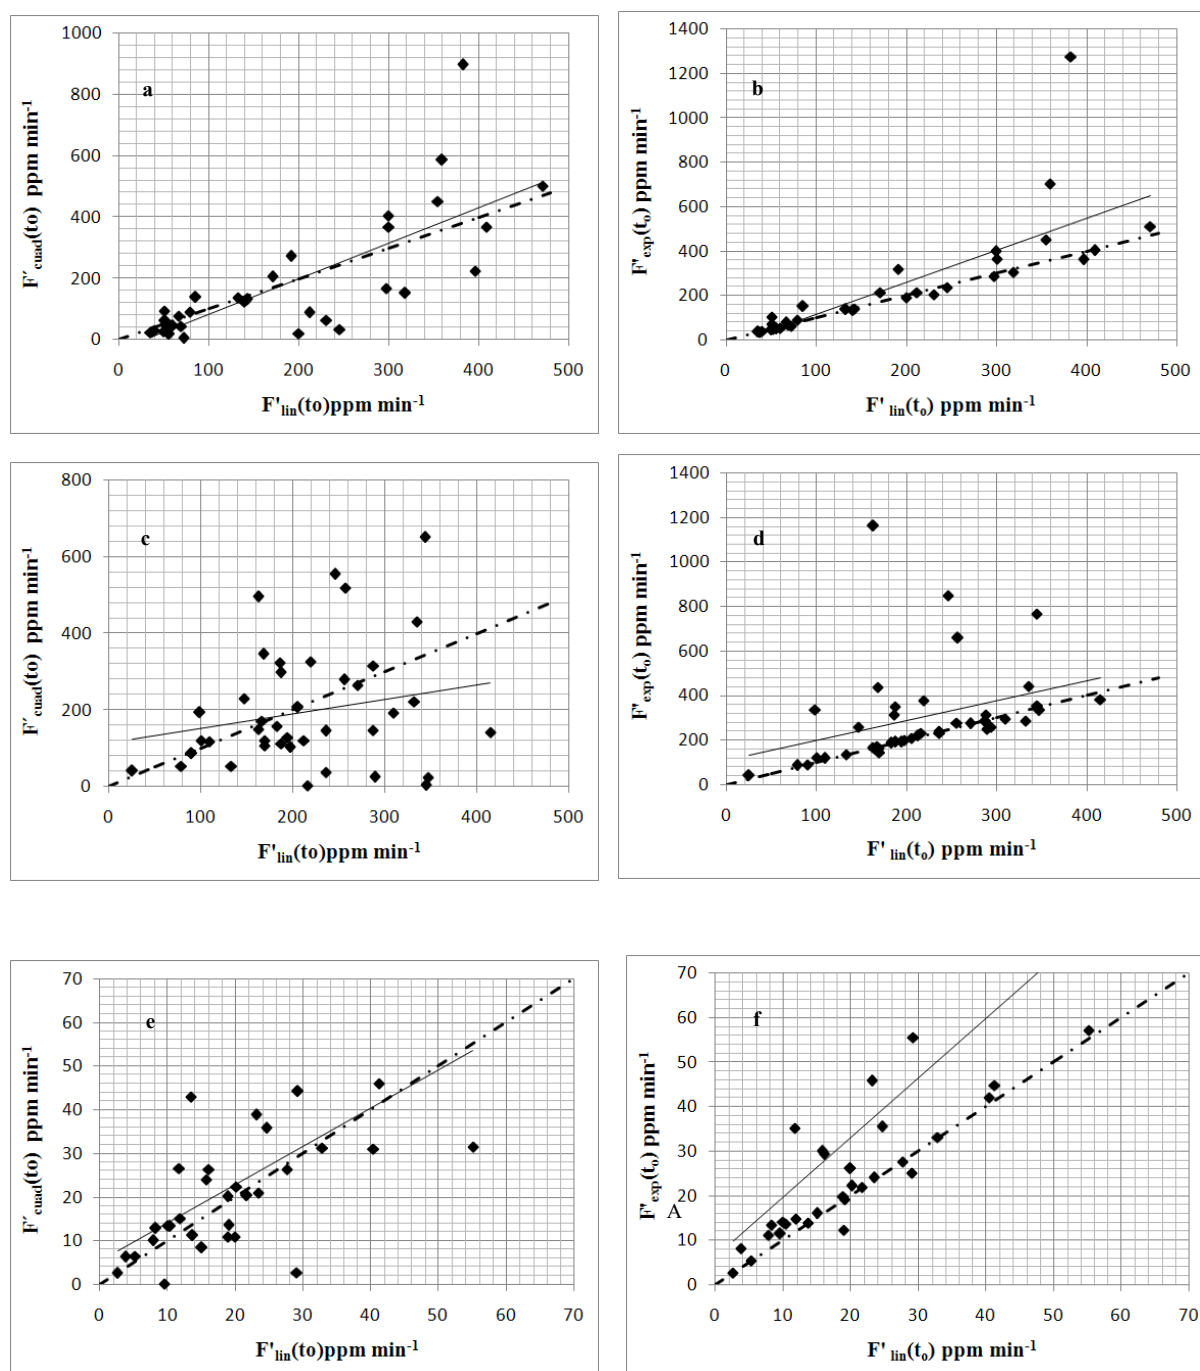 1000
800
600
400
200
0
a
F´cuad(to) ppm min-1
0 100 200 300 400 500
F'lin(to)ppm min-1
1400
1200
1000
800
600
400
200
0
b
F'exp(to) ppm min-1
0 100 200 300 400 500
F' lin(to) ppm min-1
800
600
400
200
0
c
F´cuad(to) ppm min-1
0 100 200 300 400 500
F'lin(to)ppm min-1
1400
1200
1000
800
600
400
200
0
d
F'exp(to) ppm min-1
0 100 200 300 400 500
F' lin(to) ppm min-1
70
60
50
40
30
20
10
0
e
F´cuad(to) ppm min-1
0 10 20 30 40 50 60 70
F'lin(to)ppm min-1
70
60
50
40
30
20
10
0
f
F'exp(to) ppm min-1
A
0 10 20 30 40 50 60 70
F' lin(to) ppm min-1